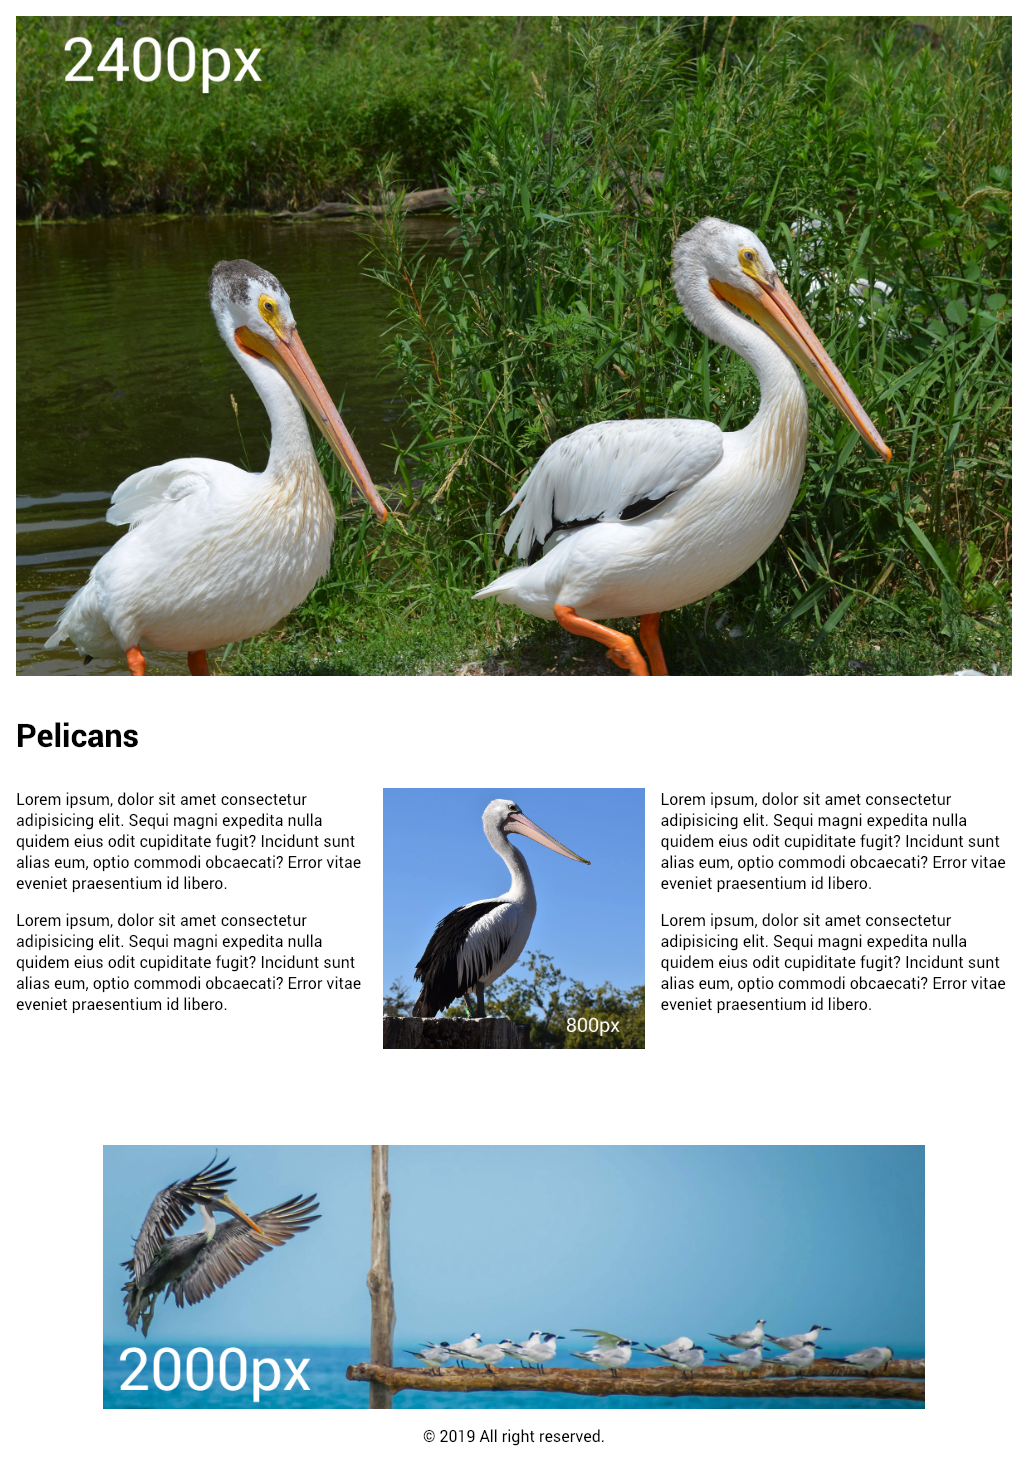 2400px
Pelicans
Lorem ipsum, dolor sit amet consectetur
adipisicing elit. Sequi magni expedita nulla
quidem eius odit cupiditate fugit? Incidunt sunt
alias eum, optio commodi obcaecati? Error vitae
eveniet praesentium id libero.
Lorem ipsum, dolor sit amet consectetur
adipisicing elit. Sequi magni expedita nulla
quidem eius odit cupiditate fugit? Incidunt sunt
alias eum, optio commodi obcaecati? Error vitae
eveniet praesentium id libero.
800px
Lorem ipsum, dolor sit amet consectetur
adipisicing elit. Sequi magni expedita nulla
quidem eius odit cupiditate fugit? Incidunt sunt
alias eum, optio commodi obcaecati? Error vitae
eveniet praesentium id libero.
Lorem ipsum, dolor sit amet consectetur
adipisicing elit. Sequi magni expedita nulla
quidem eius odit cupiditate fugit? Incidunt sunt
alias eum, optio commodi obcaecati? Error vitae
eveniet praesentium id libero.
2000px
© 2019 All right reserved.